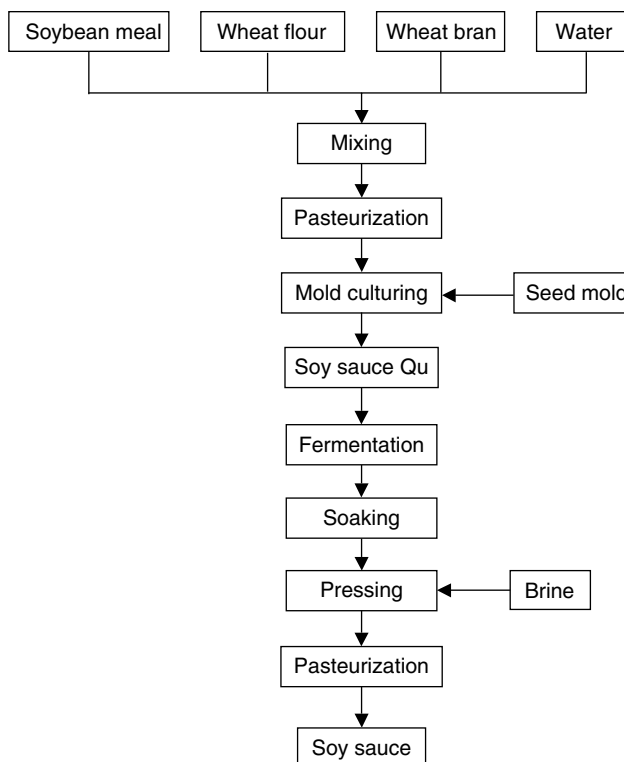 Soybean meal
Wheat flour
Wheat bran
Water
Mixing
Pasteurization
Mold culturing
Seed mold
Soy sauce Qu
Fermentation
Soaking
Pressing
Brine
Pasteurization
Soy sauce